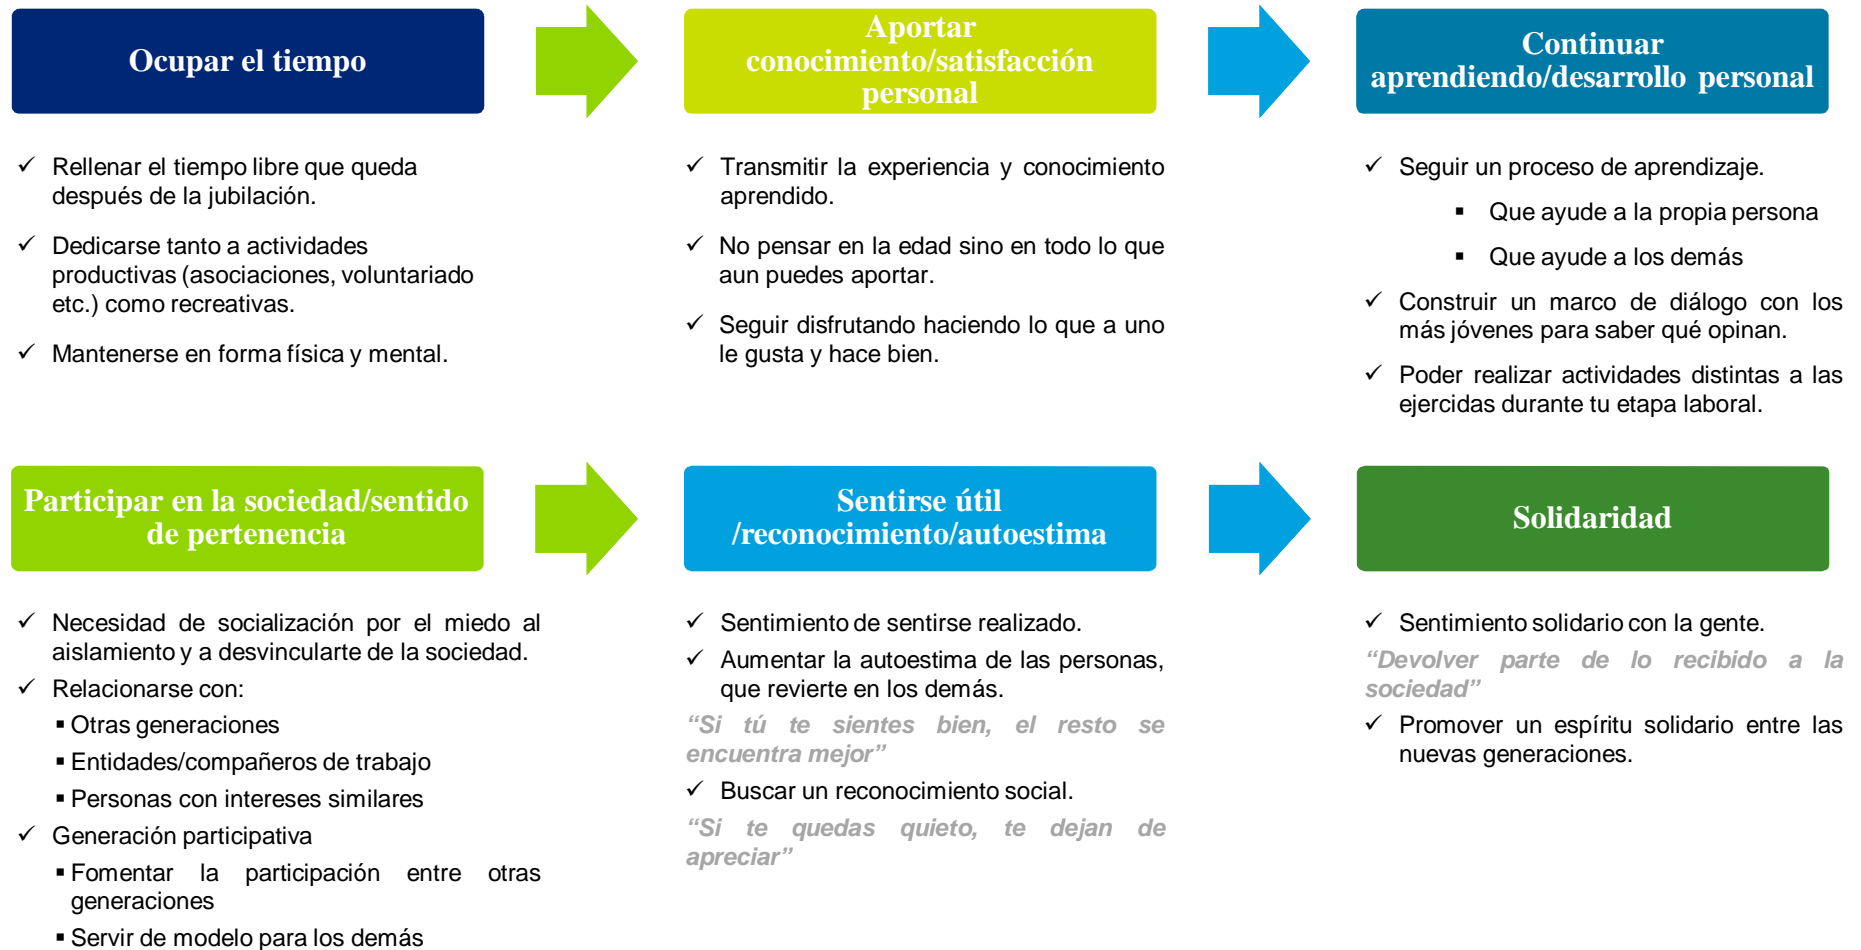 Ocupar el tiempo
✓ Rellenar el tiempo libre que queda
después de la jubilación.
✓ Dedicarse tanto a actividades
productivas (asociaciones, voluntariado
etc.) como recreativas.
✓ Mantenerse en forma física y mental.
Aportar
conocimiento/satisfacción
personal
✓ Transmitir la experiencia y conocimiento
aprendido.
✓ No pensar en la edad sino en todo lo que
aun puedes aportar.
✓ Seguir disfrutando haciendo lo que a uno
le gusta y hace bien.
Continuar
aprendiendo/desarrollo personal
✓ Seguir un proceso de aprendizaje.
▪ Que ayude a la propia persona
▪ Que ayude a los demás
✓ Construir un marco de diálogo con los
más jóvenes para saber qué opinan.
✓ Poder realizar actividades distintas a las
ejercidas durante tu etapa laboral.
Participar en la sociedad/sentido
de pertenencia
✓ Necesidad de socialización por el miedo al
aislamiento y a desvincularte de la sociedad.
✓ Relacionarse con:
▪ Otras generaciones
▪ Entidades/compañeros de trabajo
▪ Personas con intereses similares
✓ Generación participativa
▪ Fomentar la participación entre otras
generaciones
▪ Servir de modelo para los demás
Sentirse útil
/reconocimiento/autoestima
✓ Sentimiento de sentirse realizado.
✓ Aumentar la autoestima de las personas,
que revierte en los demás.
“Si tú te sientes bien, el resto se
encuentra mejor”
✓ Buscar un reconocimiento social.
“Si te quedas quieto, te dejan de
apreciar”
Solidaridad
✓ Sentimiento solidario con la gente.
“Devolver parte de lo recibido a la
sociedad”
✓ Promover un espíritu solidario entre las
nuevas generaciones.